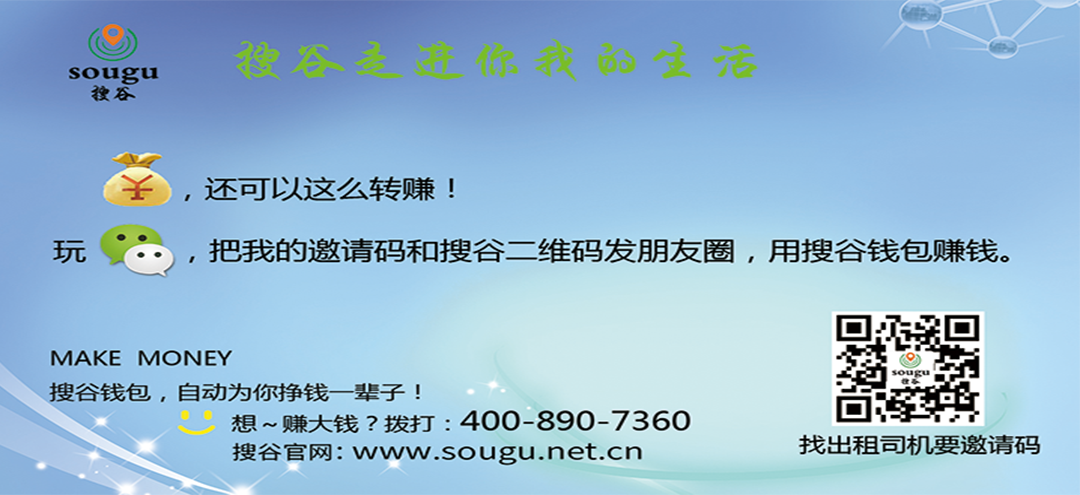 sougu
搜谷
搜谷走进你我的生活
¥
，还可以这么转赚！
玩 ，把我的邀请码和搜谷二维码发朋友圈，用搜谷钱包赚钱。
MAKE MONEY
搜谷钱包，自动为你挣钱一辈子！
想～赚大钱？拨打：400-890-7360
搜谷官网：www.sougu.net.cn
sougu
搜谷
找出租司机要邀请码